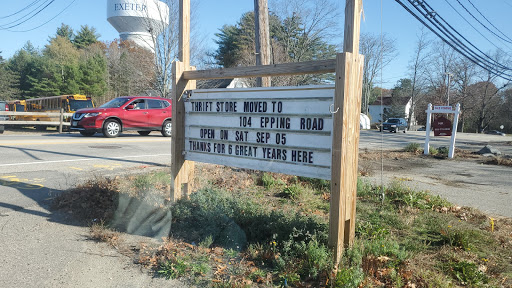 EXETER
THRIFT STORE MOVED TO
104 EPPING ROAD
OPEN ON SAT SEP 05
THANKS FOR 6 GREAT YEARS HERE